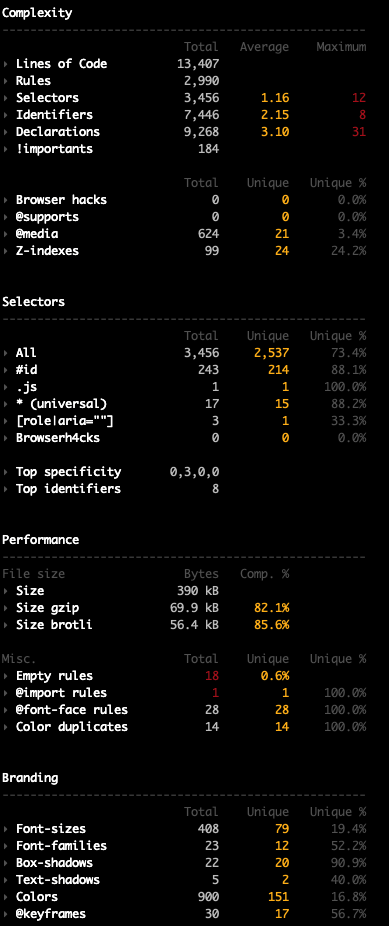 Complexity
Total Average Maximum
Lines of Code 13,407
Rules 2,990
Selectors 3,456 1.16 12
Identifiers 7,446 2.15 8
Declarations 9,268 3.10 31
!importants 184
Total Unique Unique %
Browser hacks 0 0 0.0%
@supports 0 0 0.0%
@media 624 21 3.4%
Z-indexes 99 24 24.2%
Selectors
Total Unique Unique %
All 3,456 2,537 73.4%
#id 243 214 88.1%
.js 1 1 100.0%
* (universal) 17 15 88.2%
[role|aria=""] 3 1 33.3%
Browserh4cks 0 0 0.0%
Top specificity 0,3,0,0
Top identifiers 8
Performance
File size Bytes Comp. %
Size 390 kB
Size gzip 69.9 kB 82.1%
Size brotli 56.4 kB 85.6%
Misc. Total Unique Unique %
Empty rules 18 0.6%
@import rules 1 1 100.0%
@font-face rules 28 28 100.0%
Color duplicates 14 14 100.0%
Branding
Total Unique Unique %
Font-sizes 408 79 19.4%
Font-families 23 12 52.2%
Box-shadows 22 20 90.9%
Text-shadows 5 2 40.0%
Colors 900 151 16.8%
@keyframes 30 17 56.7%